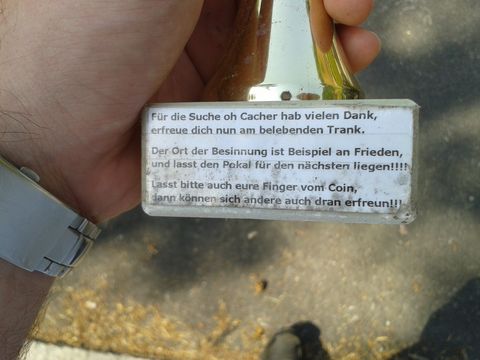 Für die Suche oh Cacher hab vielen Dank,
erfreue dich nun am belebenden Trank.
Der Ort der Besinnung ist Beispiel an Frieden,
und lasst den Pokal für den nächsten liegen!!!!
Lasst bitte auch eure Finger vom Coin,
dann können sich andere auch dran erfreun!!!